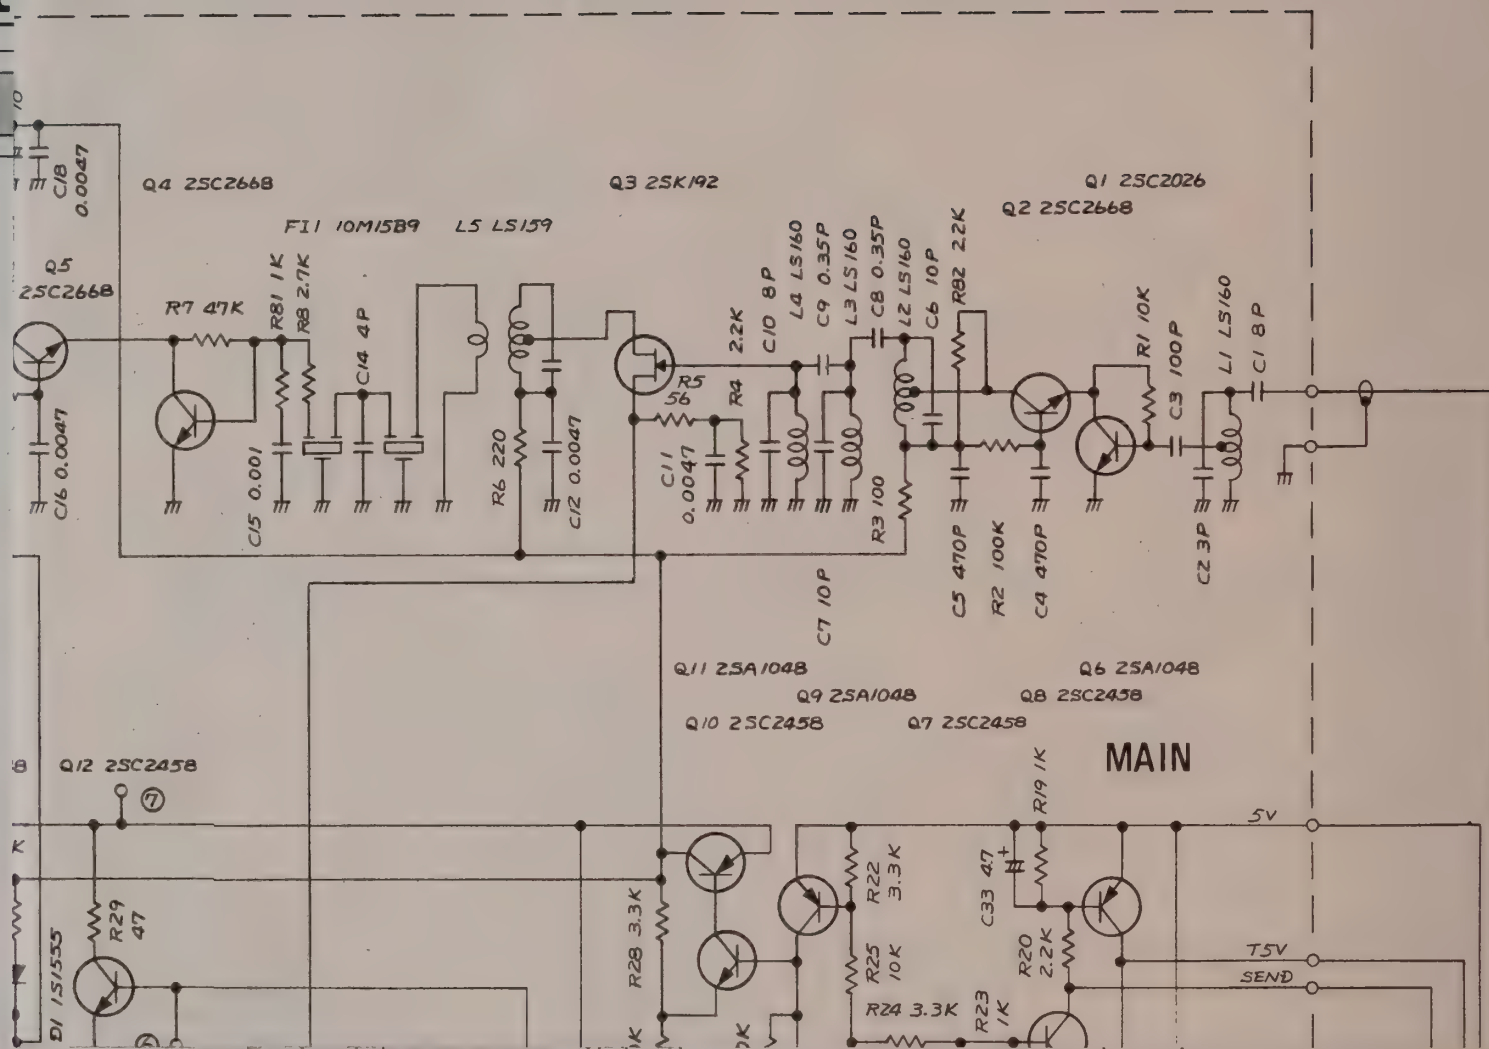 C18
0.0047
Q4 2SC2668
Q3 2SK192
Q1 2SC2026
Q2 2SC2668
FI1 10M15B9
L5 LS159
Q5
2SC2668
R7 47K
R81 1K
R8 2.7K
C14 4P
R4 2.2K
C10 8P
L4 LS160
C9 0.35P
L3 LS160
C8 0.35P
L2 LS160
C6 10P
R82 22K
R1 10K
C3 100P
L1 LS160
C1 8P
R5
56
C16 0.0047
C15 0.001
R6 220
C12 0.0047
C11
0.0047
R3 100
C5 470P
R2 100K
C4 470P
C2 3P
C7 10P
Q11 2SA1048
Q6 2SA1048
Q9 2SA1048
Q8 2SC2458
Q10 2SC2458
Q7 2SC2458
MAIN
Q12 2SC2458
7
R19 1K
5V
K
C33 47
+
R22
3.3K
R29
47
R28 3.3K
R25
10K
R20
2.2K
T5V
SEND
D1 1S1555
R24 3.3K
R23
1K